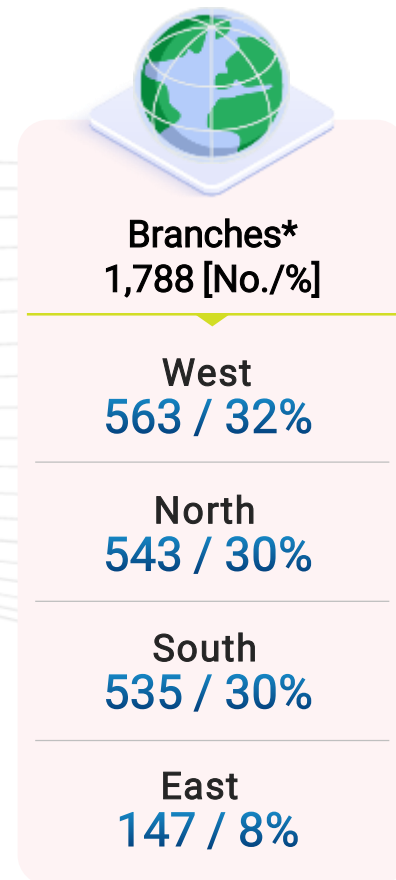 Branches*
1,788 [No./%]
West
563 / 32%
North
543 / 30%
South
535 / 30%
East
147 / 8%